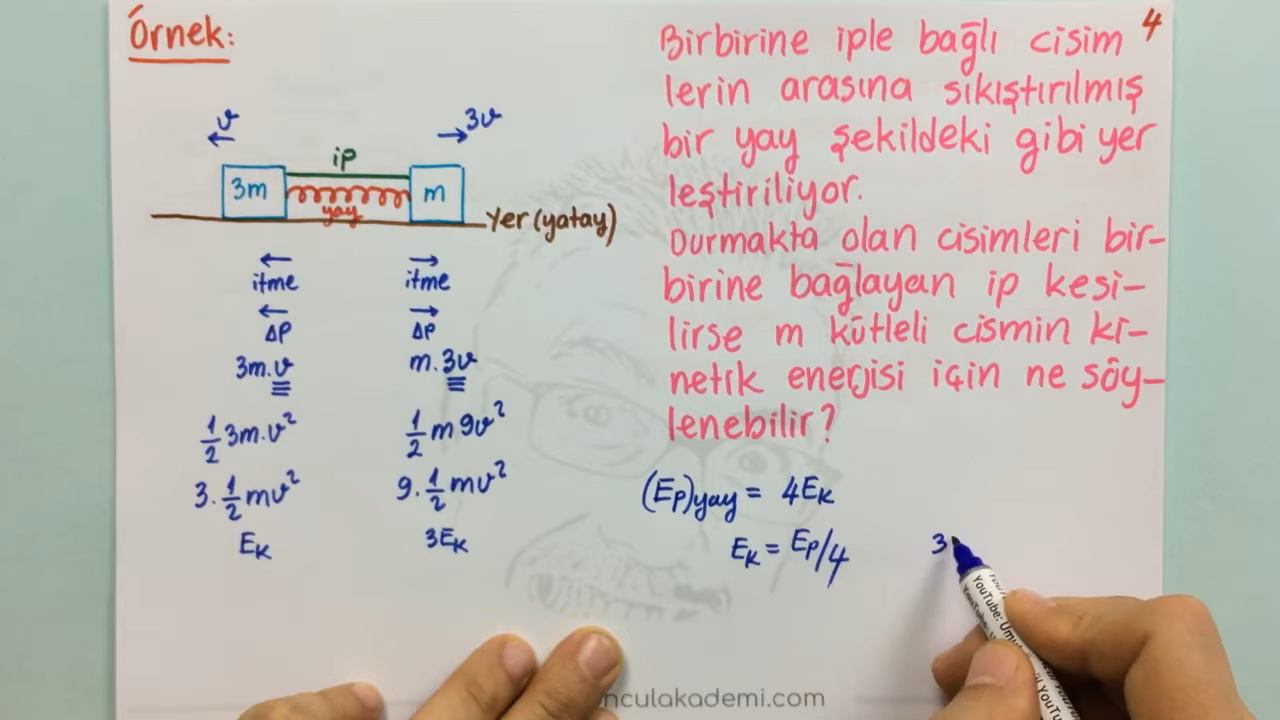 Örnek:
4
Birbirine iple bağlı cisim
lerin arasına sıkıştırılmış
bir yay şekildeki gibi yer
leştiriliyor.
Durmakta olan cisimleri bir-
birine bağlayan ip kesi-
lirse m kütleli cismin ki-
netik enerjisi için ne söy-
lenebilir?
v 3v
ip
3m m
yay
Yer (yatay)
← →
itme itme
← →
ΔP ΔP
3m.v m.3v
1/2 3m.v² 1/2 m 9v²
3. 1/2 mv² 9. 1/2 mv²
EK 3EK
(Ep)yay = 4EK
EK = Ep/4
3
YouTube:
nculakademi.com